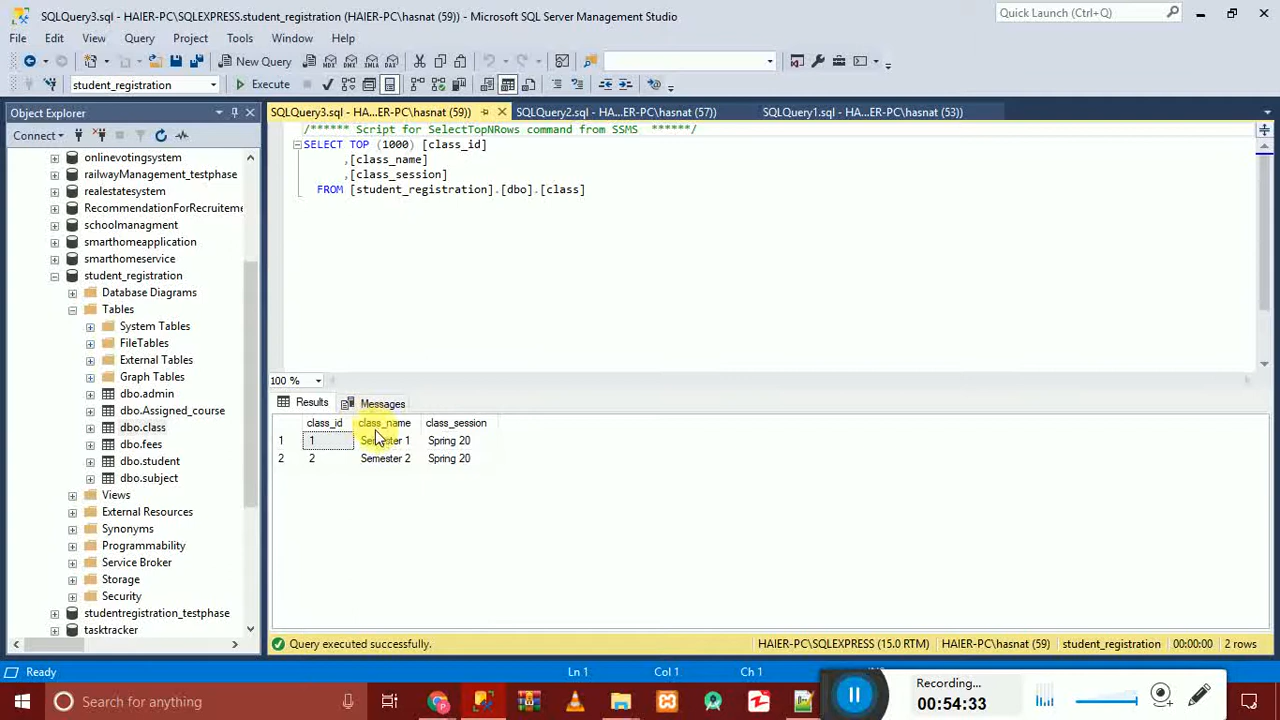 SQLQuery3.sql - HAIER-PC\SQLEXPRESS.student_registration (HAIER-PC\hasnat (59)) - Microsoft SQL Server Management Studio
Quick Launch (Ctrl+Q)
File Edit View Query Project Tools Window Help
New Query
student_registration
Execute
Object Explorer
SQLQuery3.sql - HA...ER-PC\hasnat (59))
SQLQuery2.sql - HA...ER-PC\hasnat (57))
SQLQuery1.sql - HA...ER-PC\hasnat (53))
Connect
onlinevotingsystem
railwayManagement_testphase
realestatesystem
RecommendationForRecruiteme
schoolmanagment
smarthomeapplication
smarthomeservice
student_registration
Database Diagrams
Tables
System Tables
FileTables
External Tables
Graph Tables
dbo.admin
dbo.Assigned_course
dbo.class
dbo.fees
dbo.student
dbo.subject
Views
External Resources
Synonyms
Programmability
Service Broker
Storage
Security
studentregistration_testphase
tasktracker
/****** Script for SelectTopNRows command from SSMS ******/
SELECT TOP (1000) [class_id]
,[class_name]
,[class_session]
FROM [student_registration].[dbo].[class]
100 %
Results Messages
class_id class_name class_session
1 1 Semester 1 Spring 20
2 2 Semester 2 Spring 20
Query executed successfully.
HAIER-PC\SQLEXPRESS (15.0 RTM) HAIER-PC\hasnat (59) student_registration 00:00:00 2 rows
Ready
Ln 1 Col 1 Ch 1
Search for anything
Recording...
00:54:33